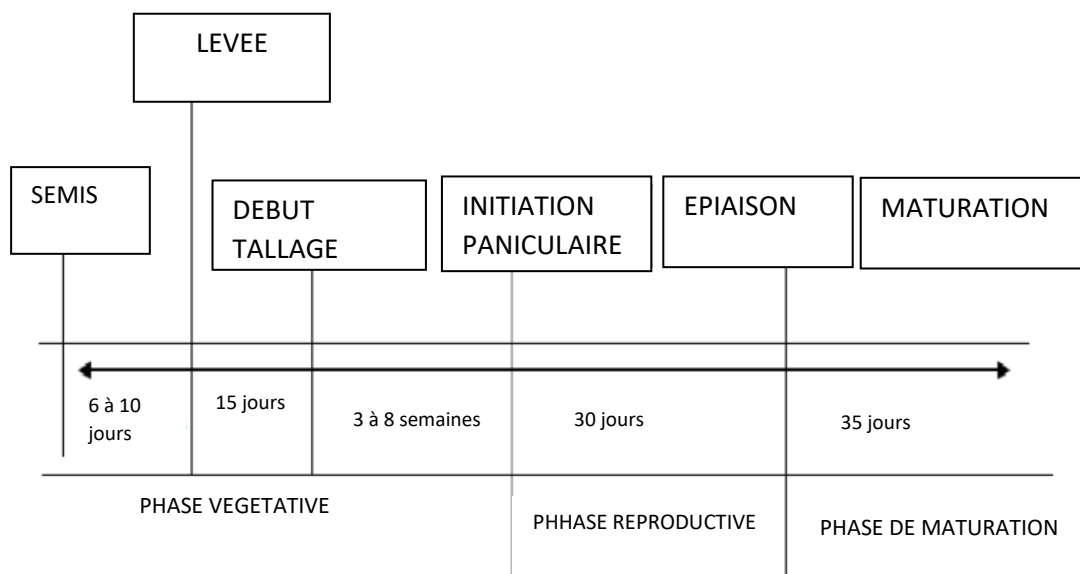 LEVEE
SEMIS
DEBUT
TALLAGE
INITIATION
PANICULAIRE
EPIAISON
MATURATION
6 à 10
jours
15 jours
3 à 8 semaines
30 jours
35 jours
PHASE VEGETATIVE
PHHASE REPRODUCTIVE
PHASE DE MATURATION